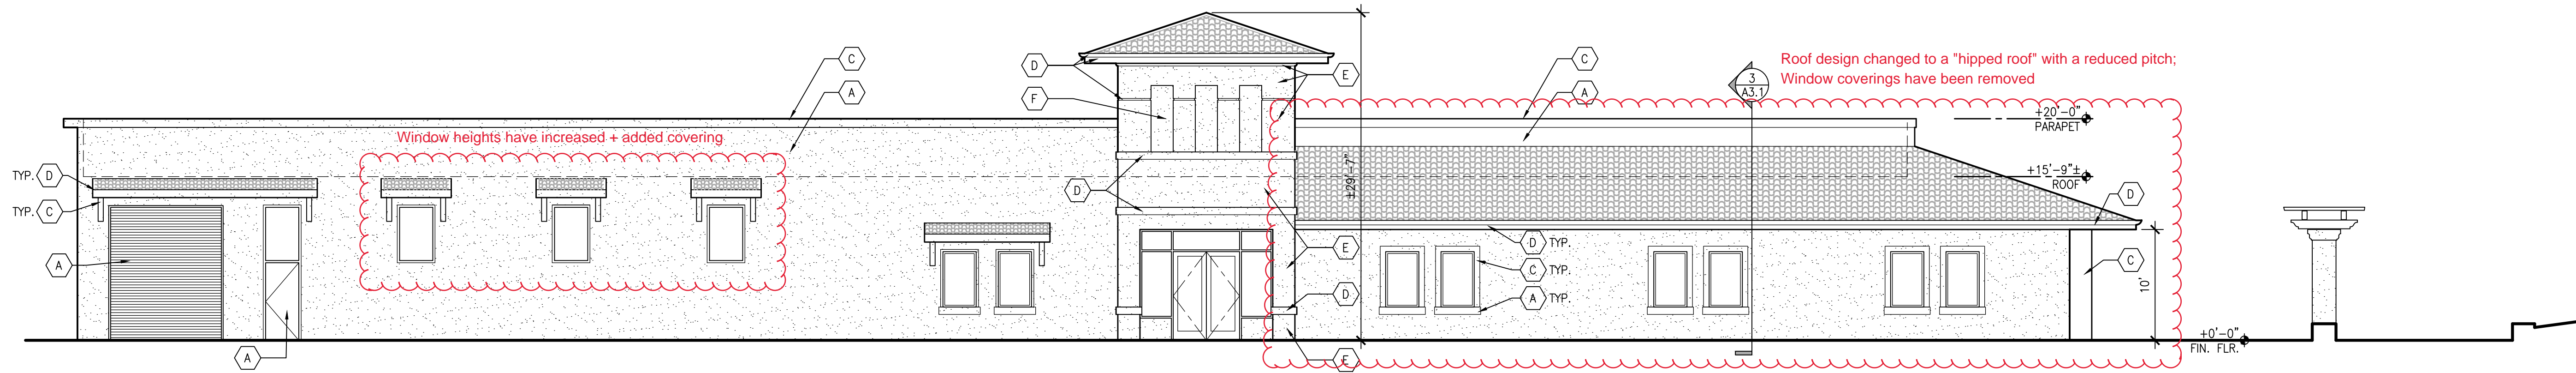 Roof design changed to a "hipped roof" with a reduced pitch;
Window coverings have been removed
Window heights have increased + added covering
C
A
D
F
E
C
A
3
A3.1
+20'-0"
PARAPET
+15'-9"±
ROOF
±29'-7"
TYP. D
TYP. C
A
A
D
E
D
E
D TYP.
C TYP.
A TYP.
D
C
10'
+0'-0"
FIN. FLR.